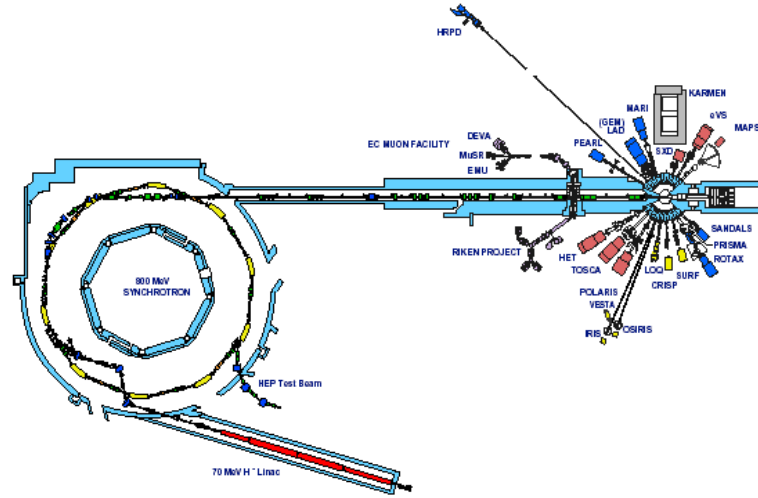 HRPD
KARMEN
MARI
eVS
(GEM)
LAD
MAPS
DEVA
PEARL
SXD
EC MUON FACILITY
MuSR
EMU
SANDALS
RIKEN PROJECT
HET
PRISMA
TOSCA
LOQ
SURF
ROTAX
CRISP
800 MeV
SYNCHROTRON
POLARIS
VESTA
IRIS
OSIRIS
HEP Test Beam
70 MeV H⁻ Linac